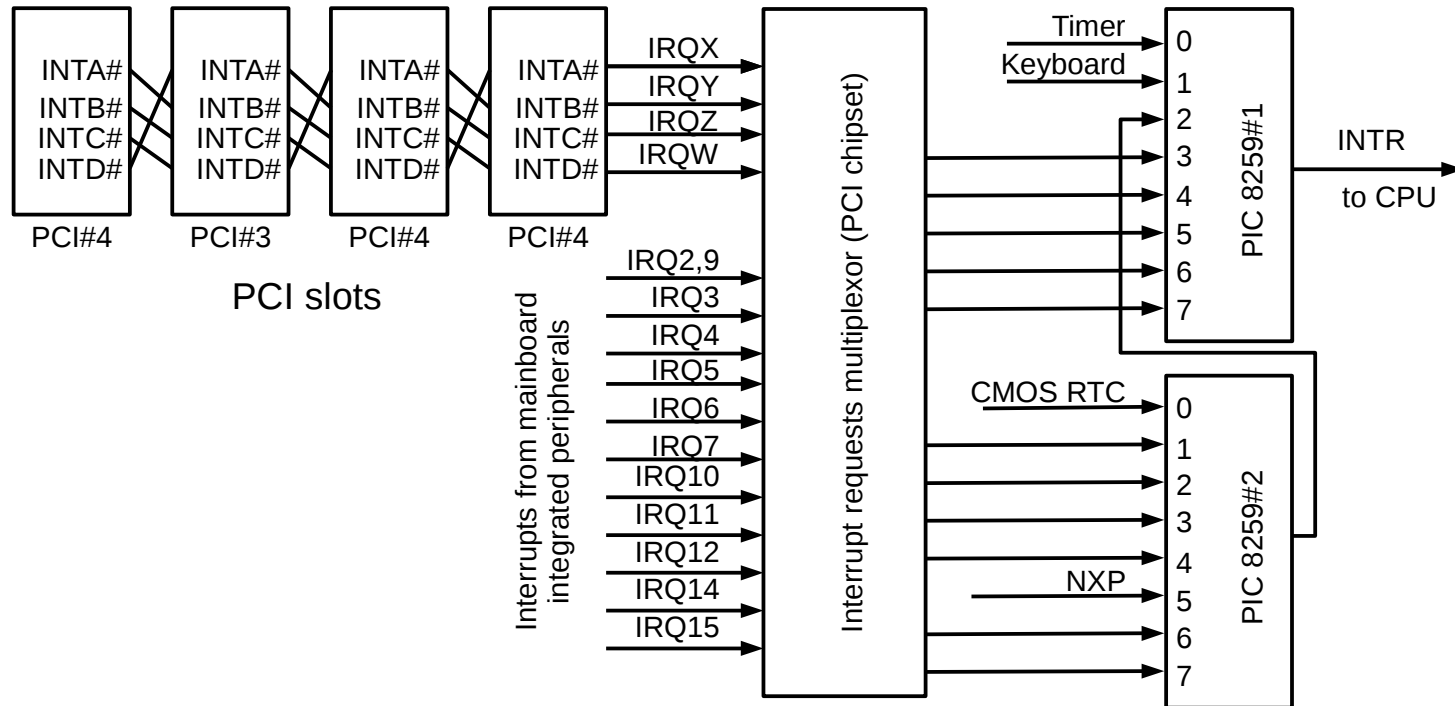 INTA#
INTB#
INTC#
INTD#
PCI#4
INTA#
INTB#
INTC#
INTD#
PCI#3
INTA#
INTB#
INTC#
INTD#
PCI#4
INTA#
INTB#
INTC#
INTD#
PCI#4
PCI slots
IRQX
IRQY
IRQZ
IRQW
Interrupts from mainboard
integrated peripherals
IRQ2,9
IRQ3
IRQ4
IRQ5
IRQ6
IRQ7
IRQ10
IRQ11
IRQ12
IRQ14
IRQ15
Interrupt requests multiplexor (PCI chipset)
Timer
Keyboard
0
1
2
3
4
5
6
7
PIC 8259#1
INTR
to CPU
CMOS RTC
NXP
0
1
2
3
4
5
6
7
PIC 8259#2